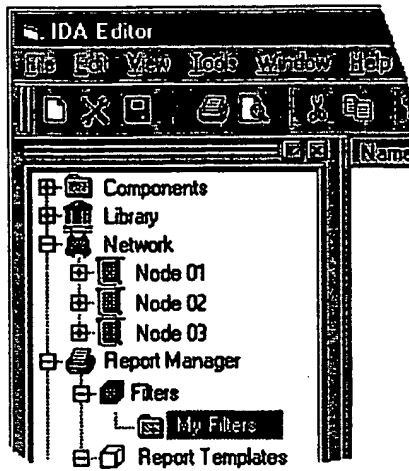 IDA Editor
File Edit View Tools Window Help
Name
Components
Library
Network
Node 01
Node 02
Node 03
Report Manager
Filters
My Filters
Report Templates